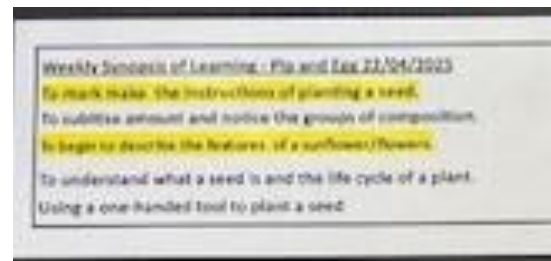 Weekly Synopsis of Learning - Pip and Egg 22/04/2025
To mark make the instructions of planting a seed.
To subitise amount and notice the groups of composition.
To begin to describe the features of a sunflower/flowers.
To understand what a seed is and the life cycle of a plant.
Using a one-handed tool to plant a seed